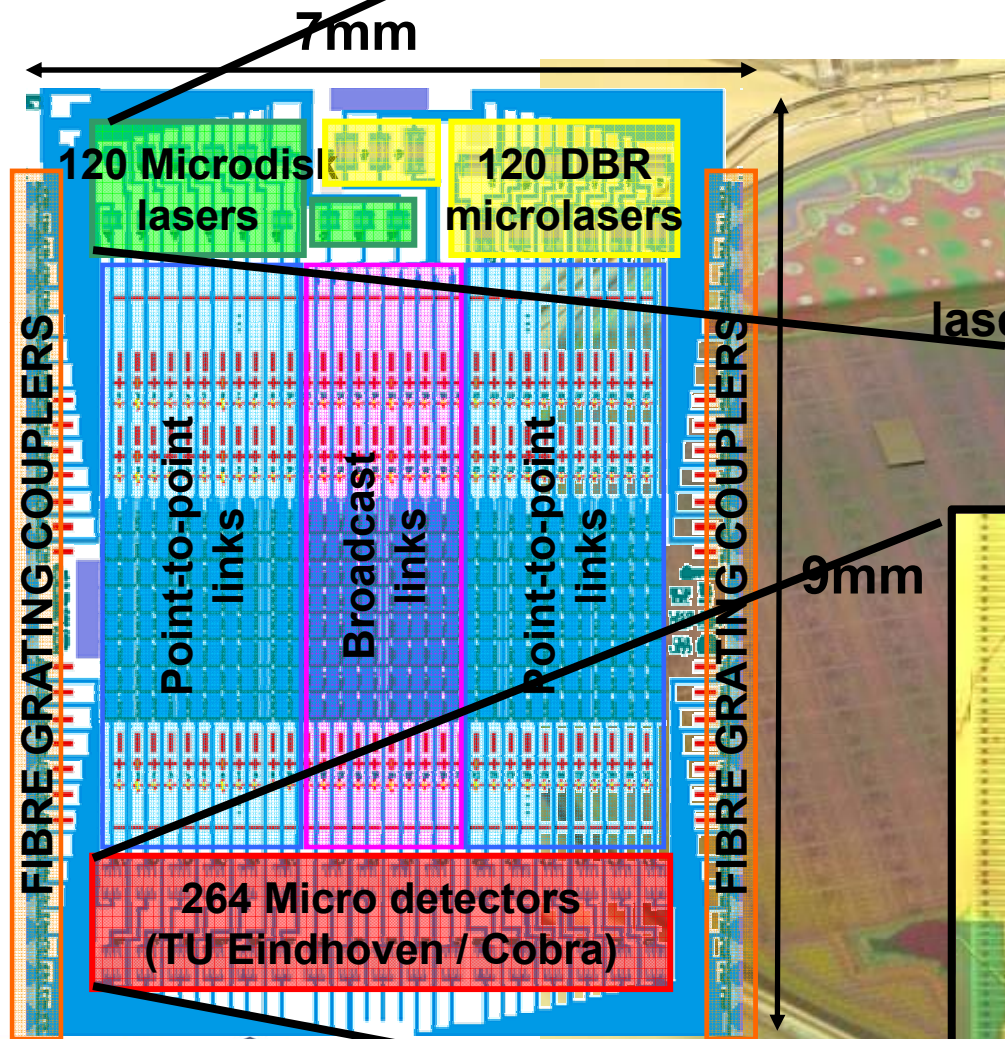 7mm
120 Microdisk
lasers
120 DBR
microlasers
FIBRE GRATING COUPLERS
Point-to-point
links
Broadcast
links
Point-to-point
links
FIBRE GRATING COUPLERS
9mm
264 Micro detectors
(TU Eindhoven / Cobra)